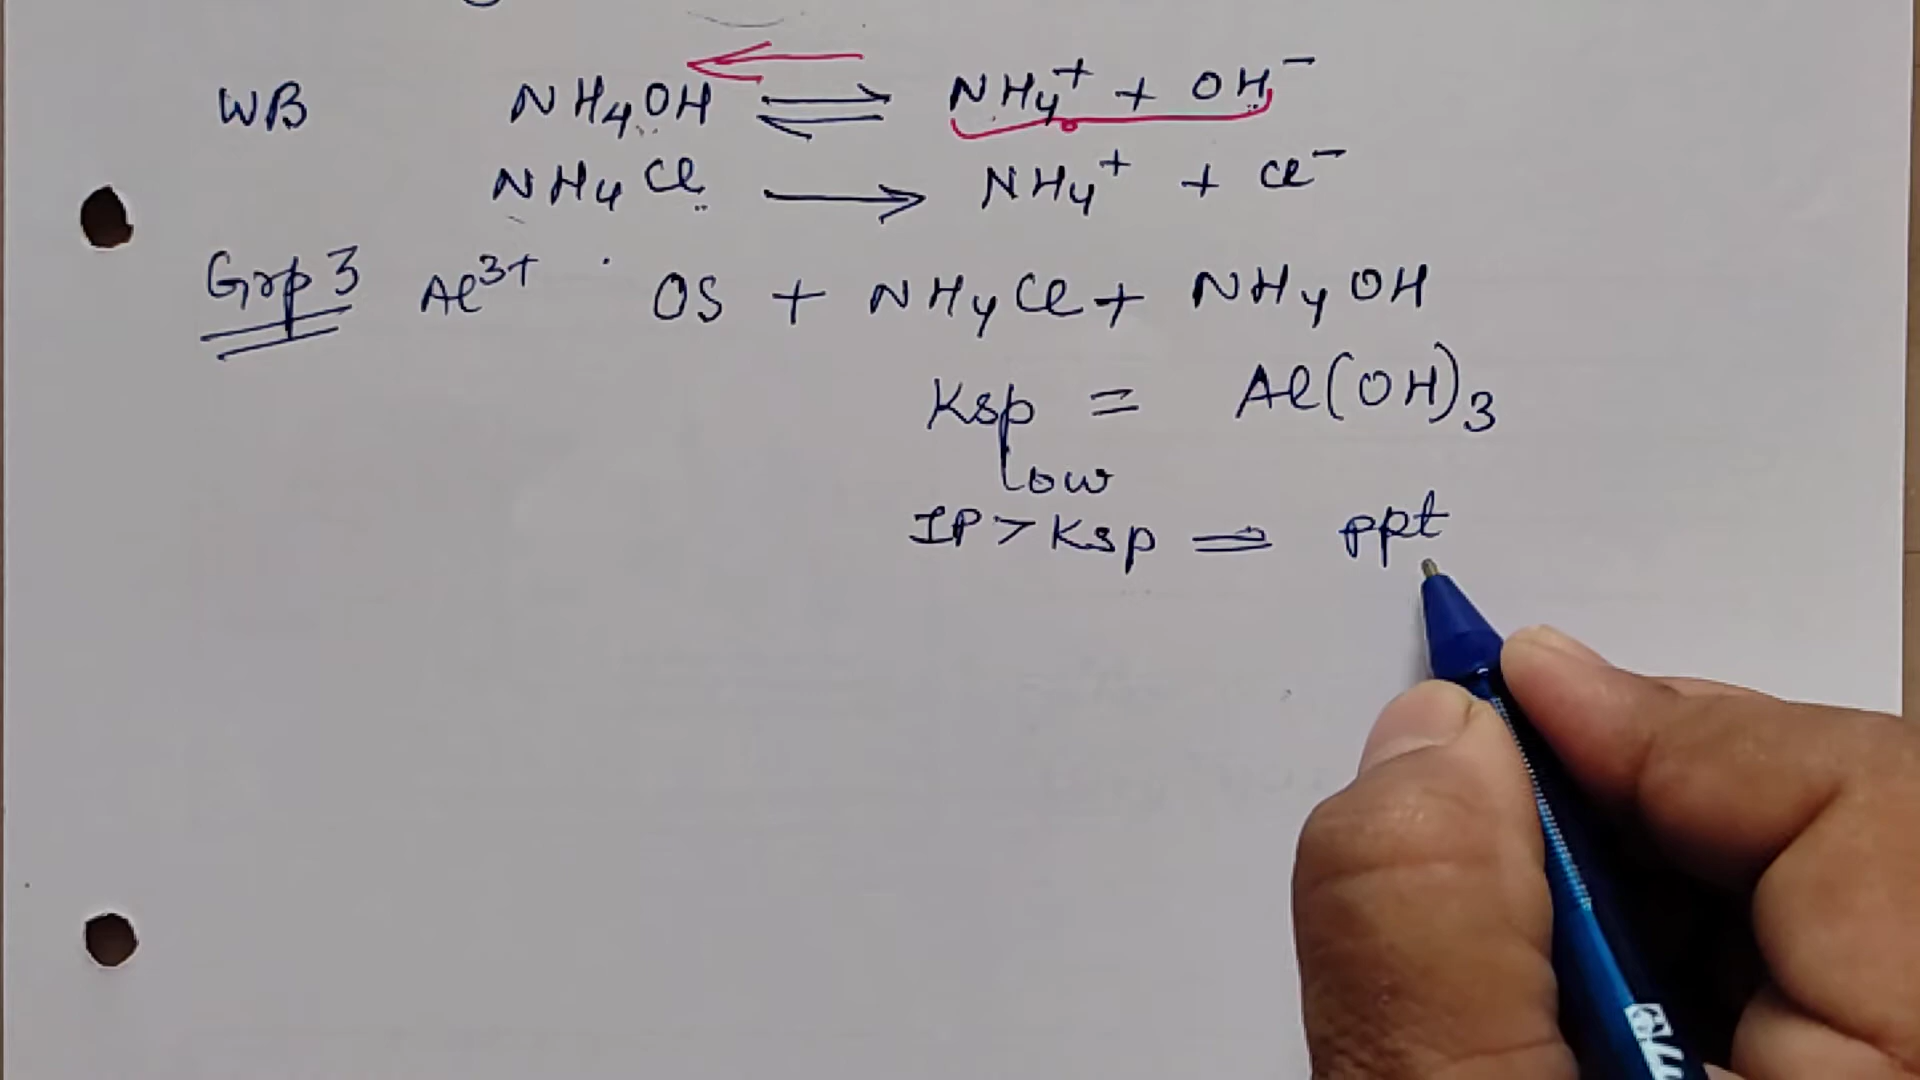 WB NH4OH ⇌ NH4+ + OH-
NH4Cl → NH4+ + Cl-
Grp 3 Al3+ OS + NH4Cl + NH4OH
Ksp = Al(OH)3
Low
IP > Ksp ⇒ ppt